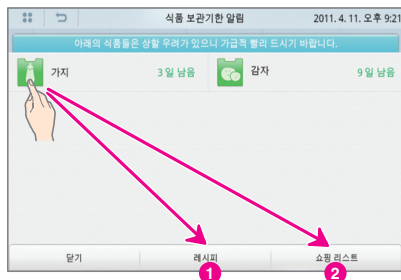 식품 보관기한 알림 2011. 4. 11. 오후 9:21
아래의 식품들은 상할 우려가 있으니 가급적 빨리 드시기 바랍니다.
가지 3 일 남음 감자 9 일 남음
닫기 레시피 쇼핑 리스트
1 2